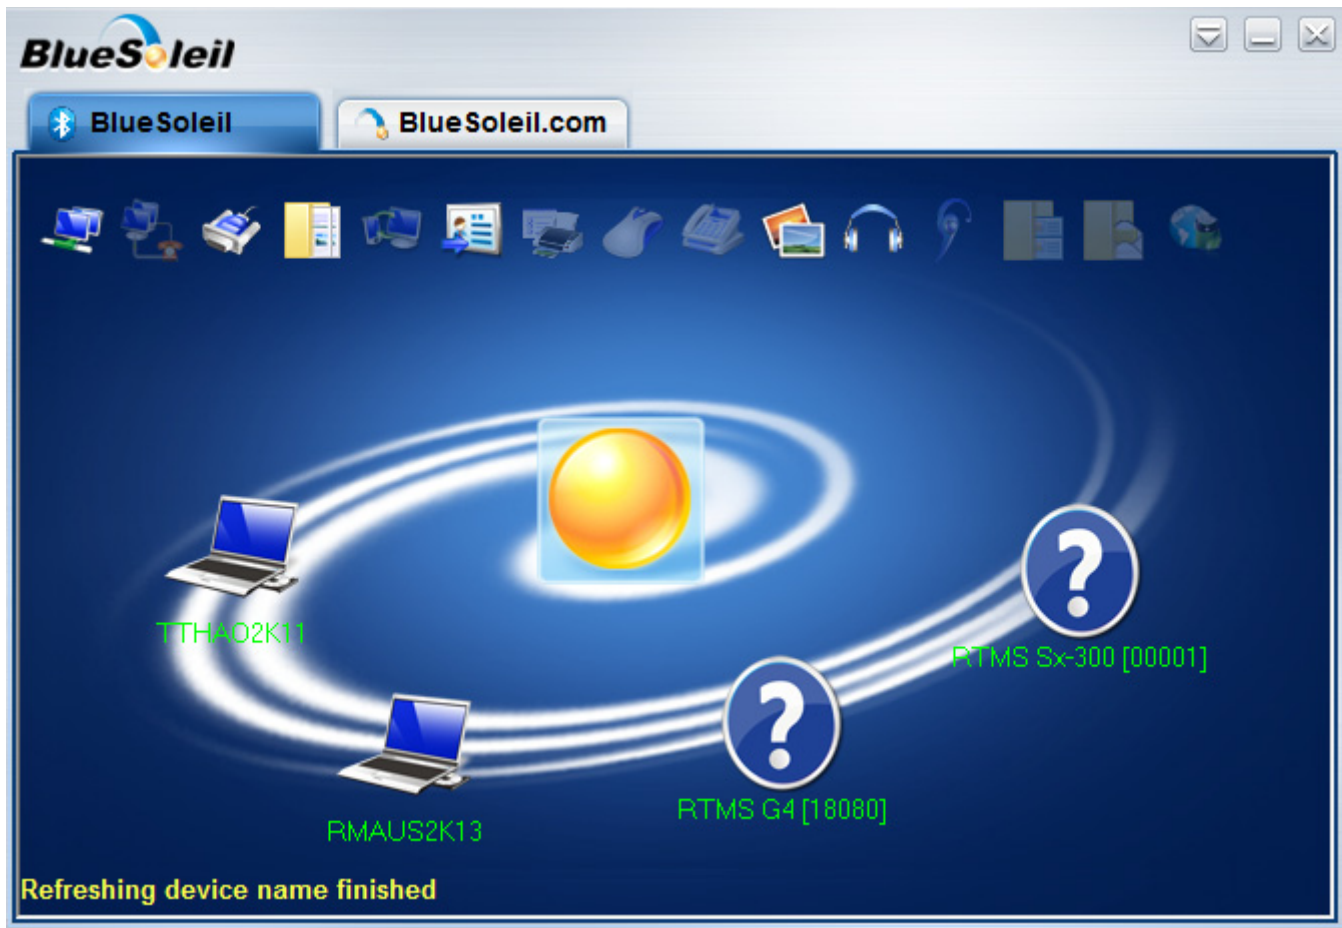 BlueSoleil
BlueSoleil
BlueSoleil.com
TTHAO2K11
RTMS Sx-300 [00001]
RTMS G4 [18080]
RMAUS2K13
Refreshing device name finished